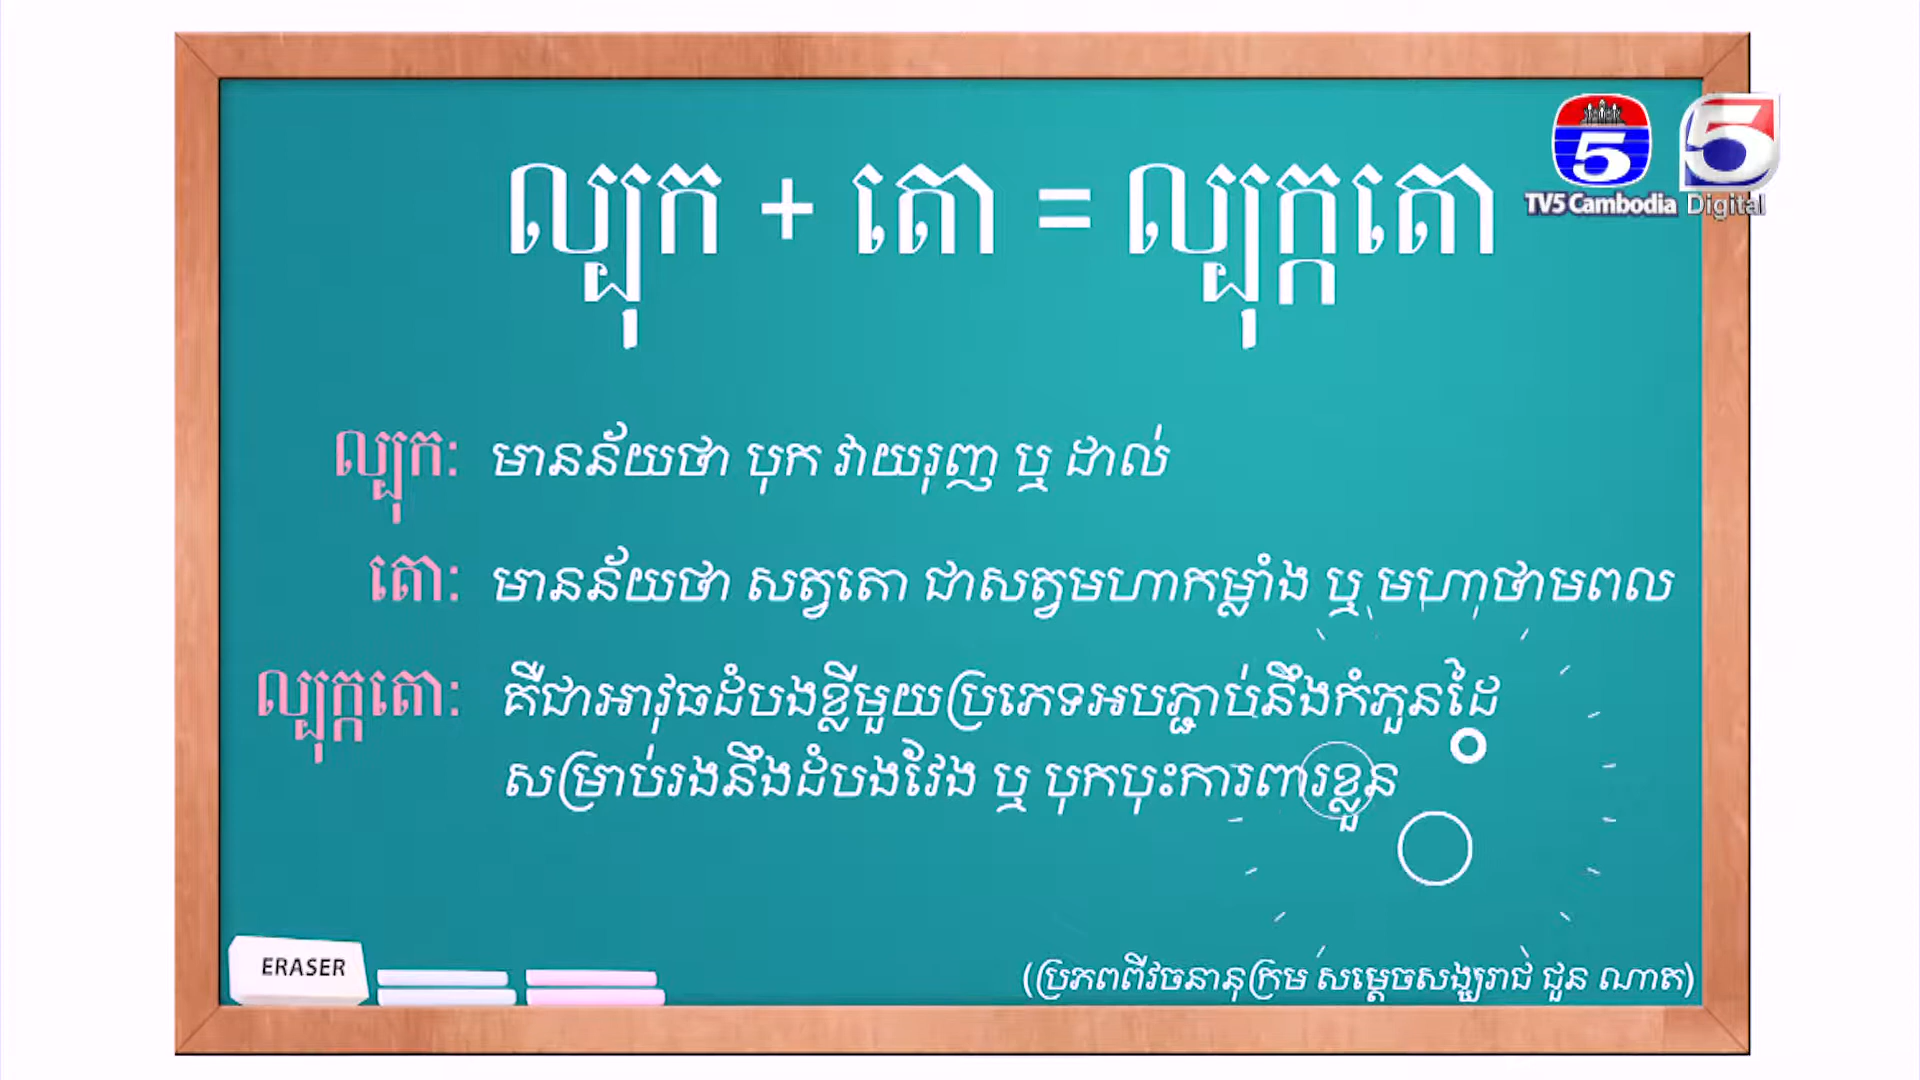 ល្បុក + តោ = ល្បុក្កតោ
TV5 Cambodia Digital
ល្បុក: មានន័យថា បុក វាយរុញ ឬ ដាល់
តោ: មានន័យថា សត្វតោ ជាសត្វមហាកម្លាំង ឬ មហាថាមពល
ល្បុក្កតោ: គឺជាអាវុធដំបងខ្លីមួយប្រភេទអបភ្ជាប់នឹងកំភួនដៃ
សម្រាប់រងនឹងដំបងវែង ឬ បុកបុះការពារខ្លួន
ERASER
(ប្រភពពីវចនានុក្រម សម្ដេចសង្ឃរាជ ជួន ណាត)